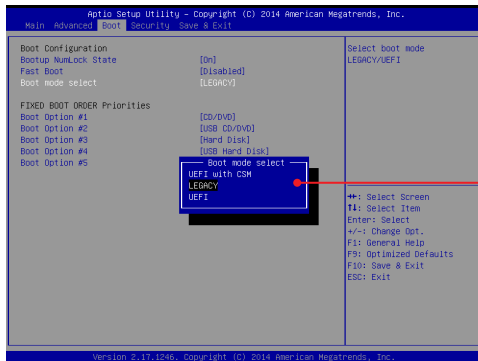 Aptio Setup Utility – Copyright (C) 2014 American Megatrends, Inc.
Main Advanced Boot Security Save & Exit
Boot Configuration
Bootup NumLock State [On]
Fast Boot [Disabled]
Boot mode select [LEGACY]
FIXED BOOT ORDER Priorities
Boot Option #1 [CD/DVD]
Boot Option #2 [USB CD/DVD]
Boot Option #3 [Hard Disk]
Boot Option #4 [USB Hard Disk]
Boot Option #5
Boot mode select
UEFI with CSM
LEGACY
UEFI
Select boot mode
LEGACY/UEFI
→←: Select Screen
↑↓: Select Item
Enter: Select
+/-: Change Opt.
F1: General Help
F9: Optimized Defaults
F10: Save & Exit
ESC: Exit
Version 2.17.1246. Copyright (C) 2014 American Megatrends, Inc.